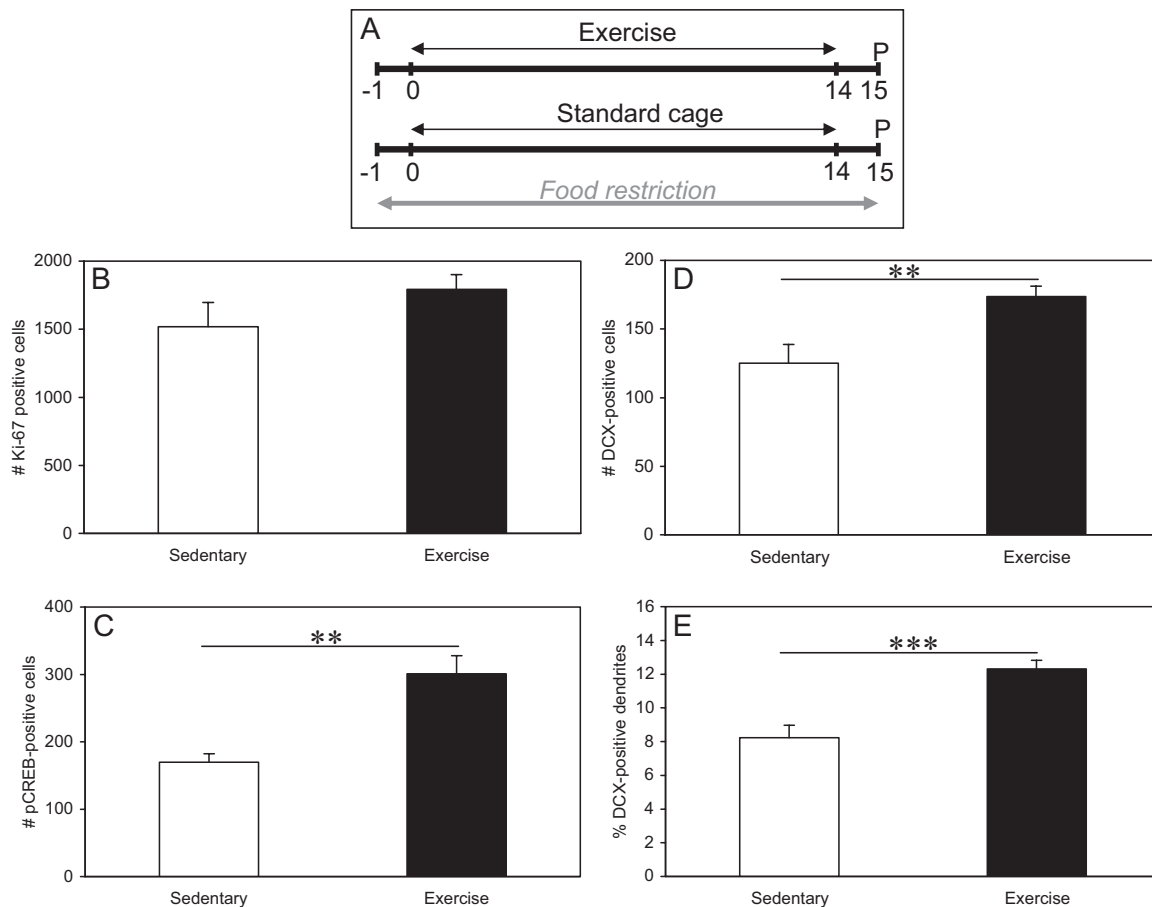 A
Exercise
P
-1 0 14 15
Standard cage
P
-1 0 14 15
Food restriction
B
# Ki-67 positive cells
2000
1500
1000
500
0
Sedentary Exercise
D
**
# DCX-positive cells
200
150
100
50
0
Sedentary Exercise
C
**
# pCREB-positive cells
400
300
200
100
0
Sedentary Exercise
E
***
% DCX-positive dendrites
16
14
12
10
8
6
4
2
0
Sedentary Exercise